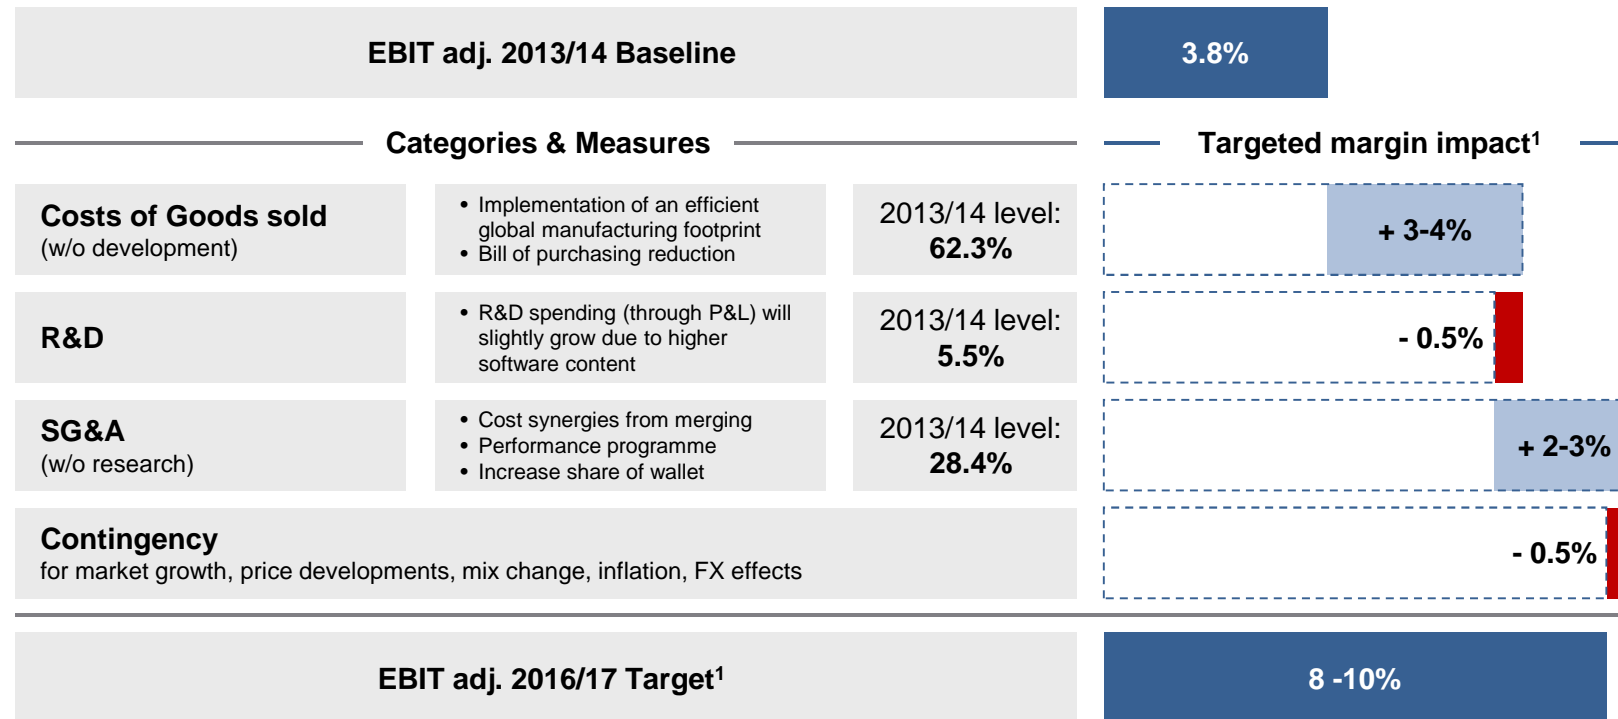 EBIT adj. 2013/14 Baseline
3.8%
Categories & Measures
Targeted margin impact¹
Costs of Goods sold
(w/o development)
• Implementation of an efficient
global manufacturing footprint
• Bill of purchasing reduction
2013/14 level:
62.3%
+ 3-4%
R&D
• R&D spending (through P&L) will
slightly grow due to higher
software content
2013/14 level:
5.5%
- 0.5%
SG&A
(w/o research)
• Cost synergies from merging
• Performance programme
• Increase share of wallet
2013/14 level:
28.4%
+ 2-3%
Contingency
for market growth, price developments, mix change, inflation, FX effects
- 0.5%
EBIT adj. 2016/17 Target¹
8 -10%